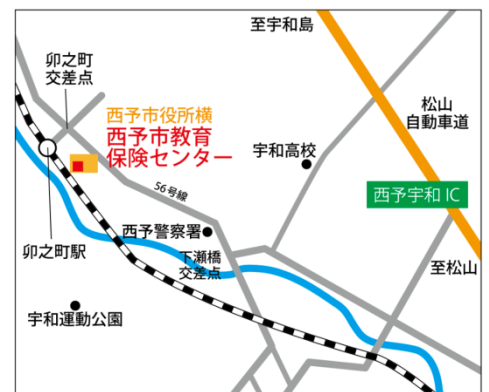 至宇和島
卯之町
交差点
松山
自動車道
西予市役所横
西予市教育
保険センター
宇和高校
56号線
西予宇和 IC
西予警察署
卯之町駅
下瀬橋
交差点
至松山
宇和運動公園